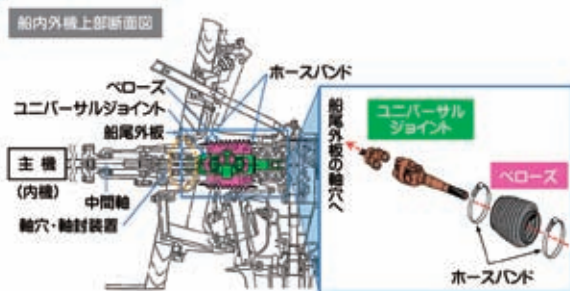 船内外機上部断面図
ホースバンド
ベローズ
ユニバーサルジョイント
船尾外板
主機
(内機)
中間軸
軸穴・軸封装置
船尾外板の軸穴へ
ユニバーサル
ジョイント
ベローズ
ホースバンド